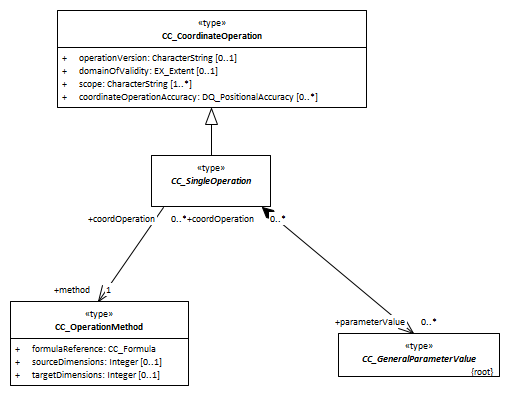 «type»
CC_CoordinateOperation
+ operationVersion: CharacterString [0..1]
+ domainOfValidity: EX_Extent [0..1]
+ scope: CharacterString [1..*]
+ coordinateOperationAccuracy: DQ_PositionalAccuracy [0..*]
«type»
CC_SingleOperation
+coordOperation 0..* +coordOperation 0..*
+method 1
+parameterValue 0..*
«type»
CC_OperationMethod
+ formulaReference: CC_Formula
+ sourceDimensions: Integer [0..1]
+ targetDimensions: Integer [0..1]
«type»
CC_GeneralParameterValue
{root}